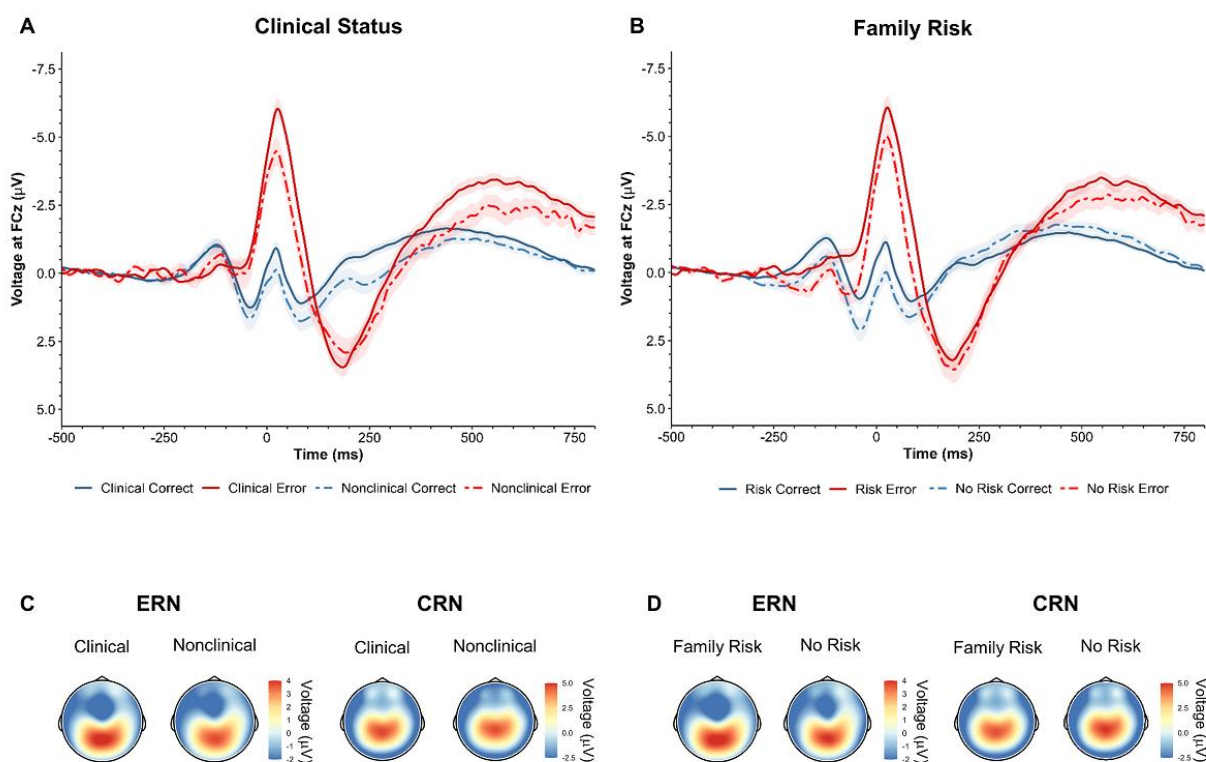 A
Clinical Status
-7.5
-5.0
-2.5
0.0
2.5
5.0
Voltage at FCz (µV)
-500
-250
0
250
500
750
Time (ms)
Clinical Correct
Clinical Error
Nonclinical Correct
Nonclinical Error
B
Family Risk
-7.5
-5.0
-2.5
0.0
2.5
5.0
Voltage at FCz (µV)
-500
-250
0
250
500
750
Time (ms)
Risk Correct
Risk Error
No Risk Correct
No Risk Error
C
ERN
Clinical
Nonclinical
4
3
2
1
0
-1
-2
Voltage (µV)
CRN
Clinical
Nonclinical
5.0
2.5
0.0
-2.5
Voltage (µV)
D
ERN
Family Risk
No Risk
4
3
2
1
0
-1
-2
Voltage (µV)
CRN
Family Risk
No Risk
5.0
2.5
0.0
-2.5
Voltage (µV)